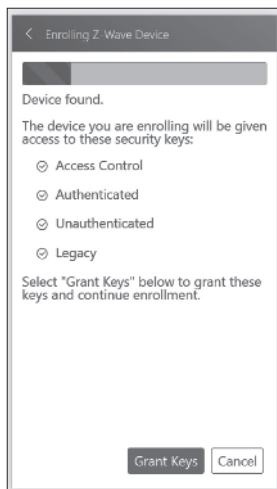 Enrolling Z-Wave Device
Device found.
The device you are enrolling will be given
access to these security keys:
Access Control
Authenticated
Unauthenticated
Legacy
Select "Grant Keys" below to grant these
keys and continue enrollment.
Grant Keys Cancel